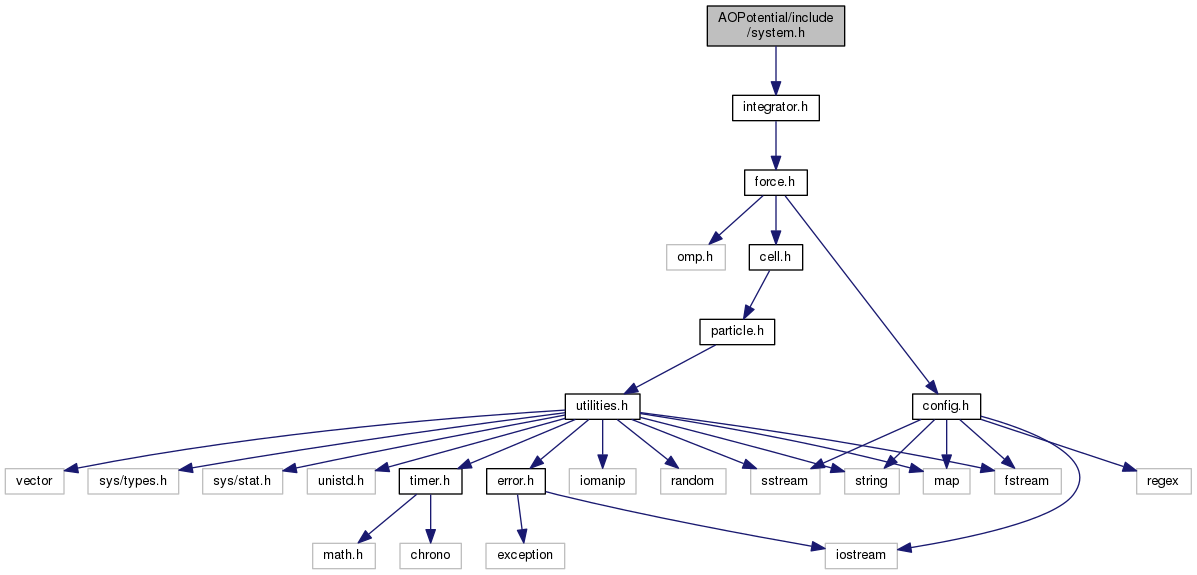 AOPotential/include
/system.h
integrator.h
force.h
omp.h
cell.h
particle.h
utilities.h
config.h
vector
sys/types.h
sys/stat.h
unistd.h
timer.h
error.h
iomanip
random
sstream
string
map
fstream
regex
math.h
chrono
exception
iostream